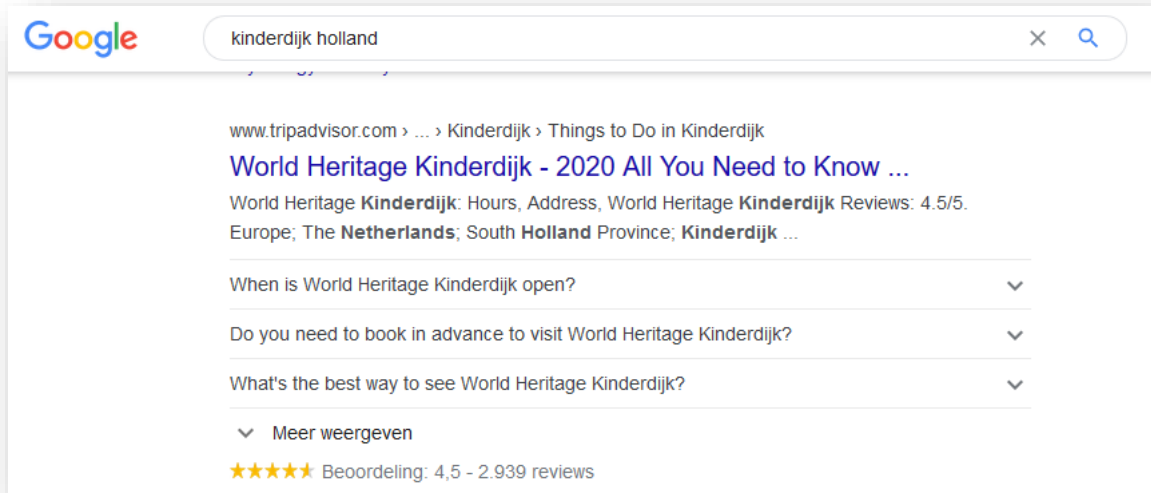 Google
kinderdijk holland
www.tripadvisor.com › ... › Kinderdijk › Things to Do in Kinderdijk
World Heritage Kinderdijk - 2020 All You Need to Know ...
World Heritage Kinderdijk: Hours, Address, World Heritage Kinderdijk Reviews: 4.5/5.
Europe; The Netherlands; South Holland Province; Kinderdijk ...
When is World Heritage Kinderdijk open?
Do you need to book in advance to visit World Heritage Kinderdijk?
What's the best way to see World Heritage Kinderdijk?
Meer weergeven
Beoordeling: 4,5 - 2.939 reviews